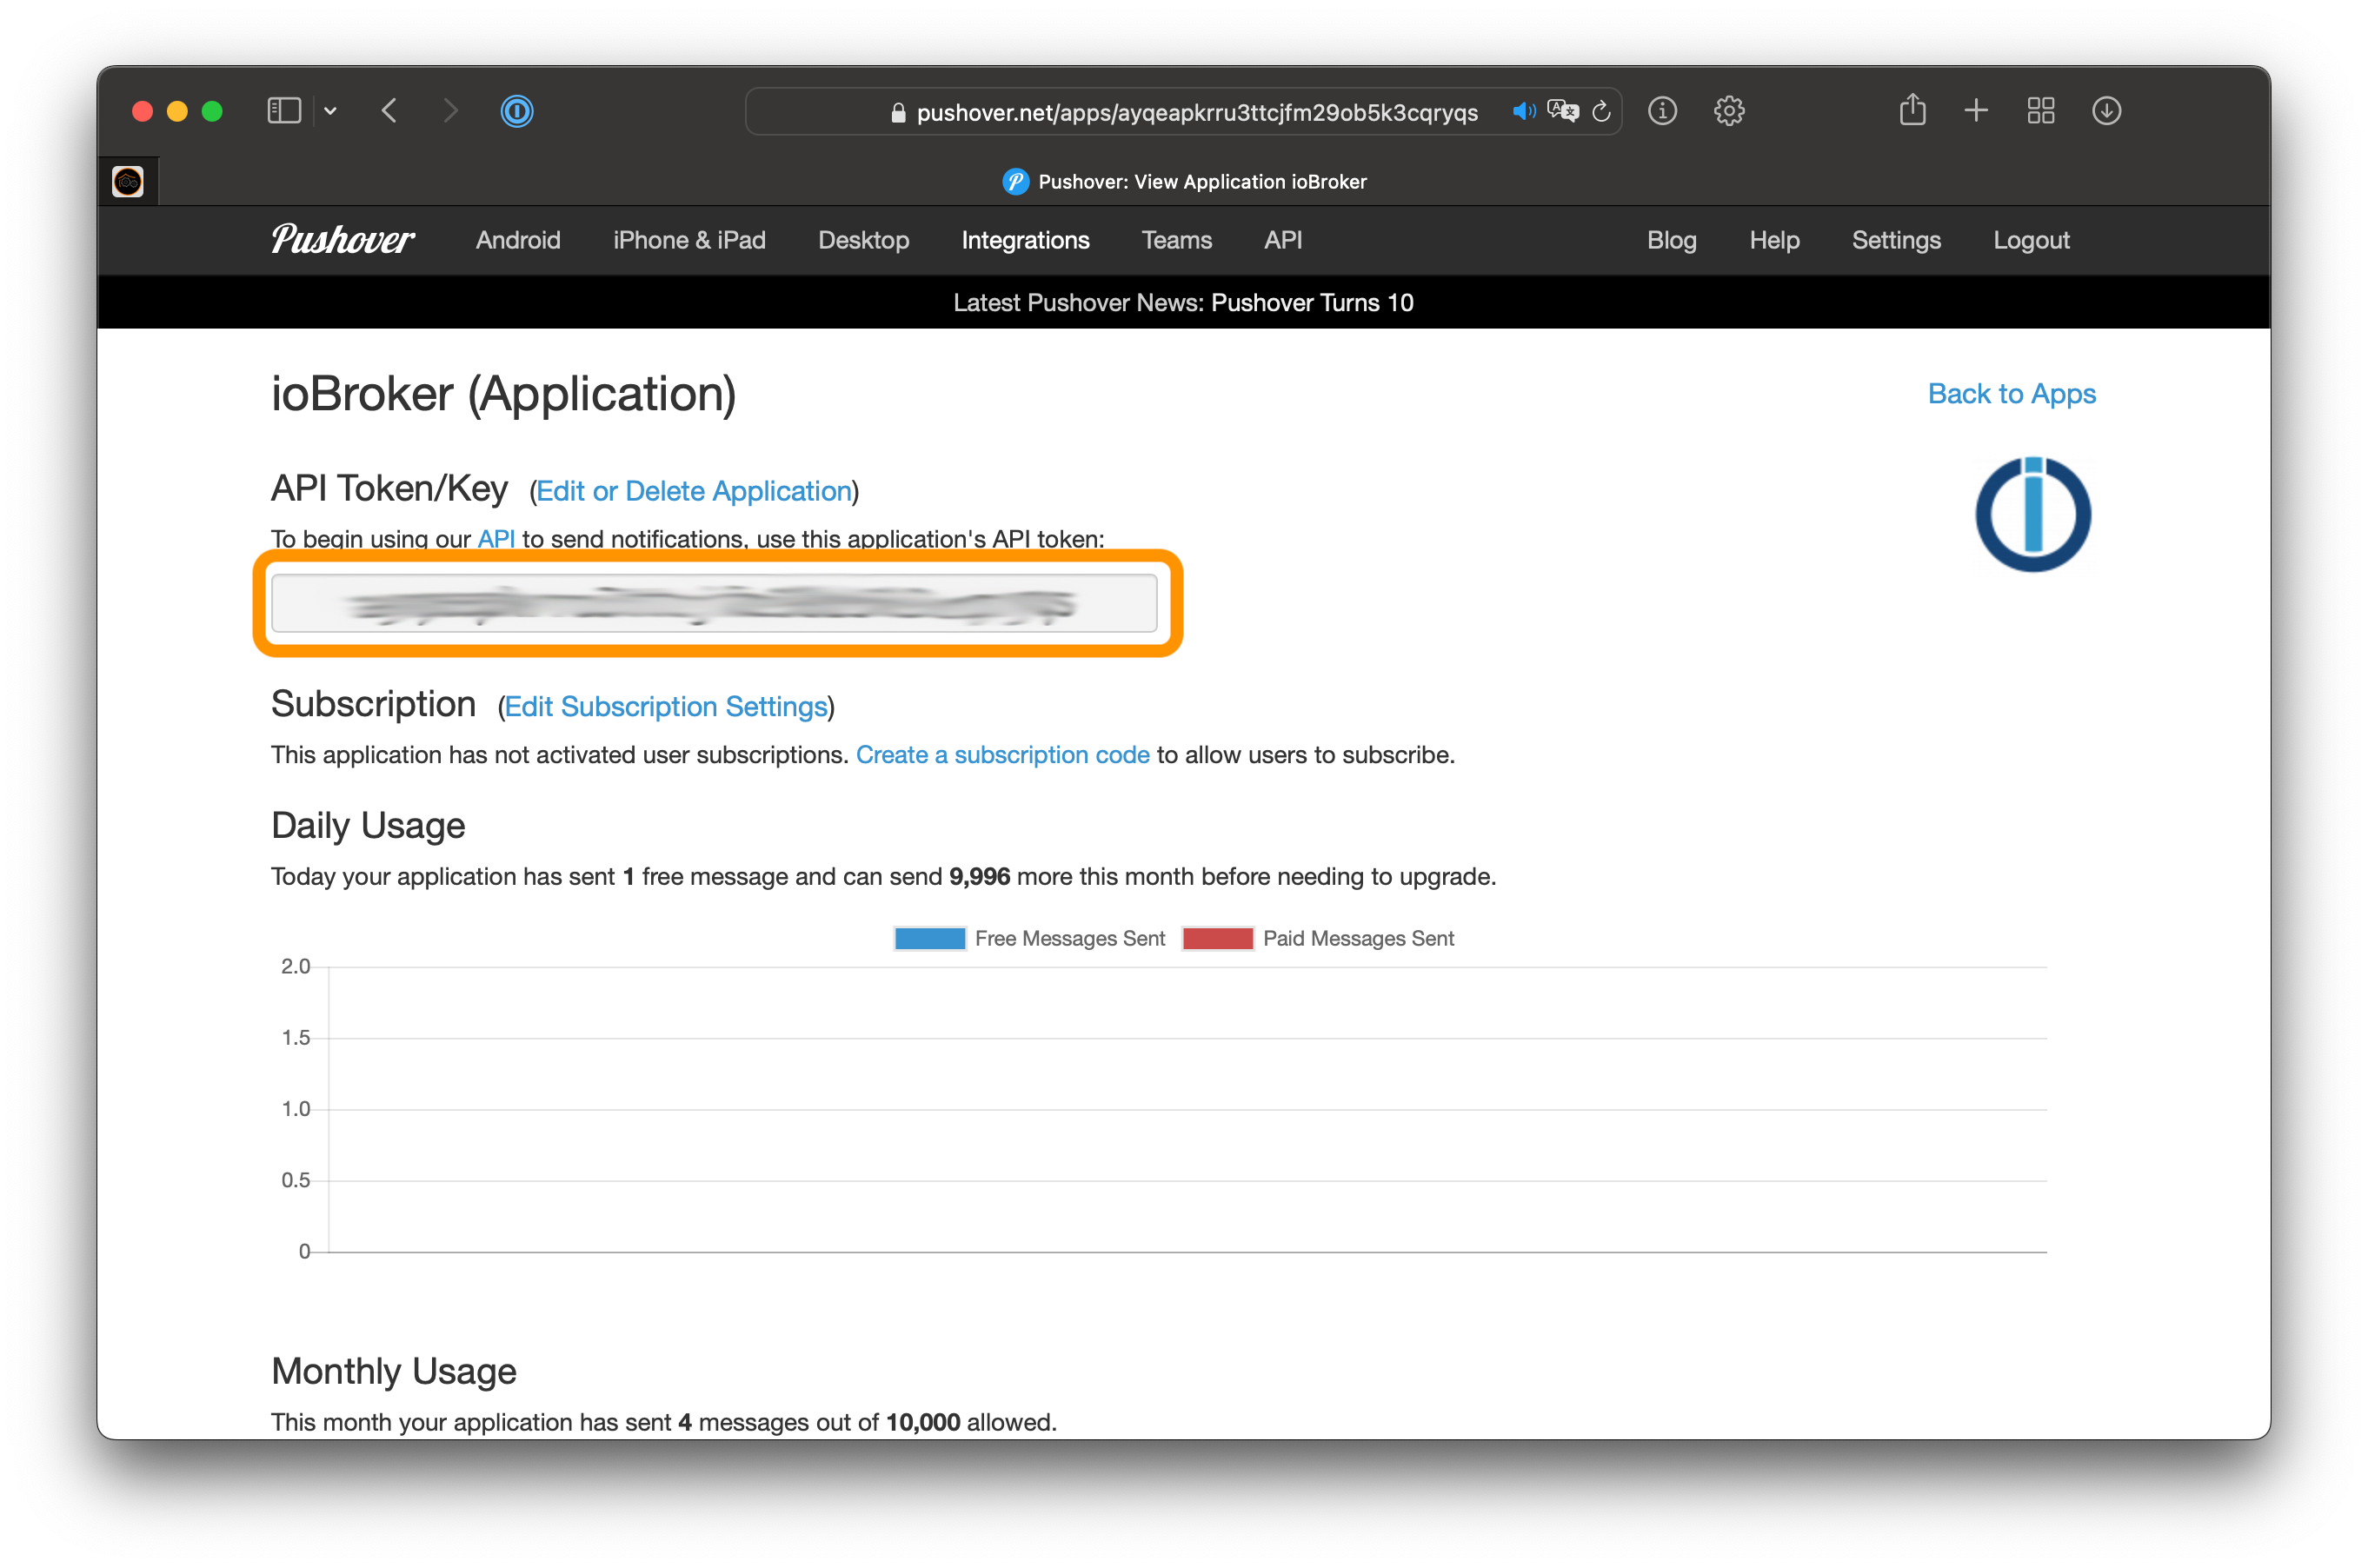 pushover.net/apps/ayqeapkrru3ttcjfm29ob5k3cqryqs
Pushover: View Application ioBroker
Pushover Android iPhone & iPad Desktop Integrations Teams API Blog Help Settings Logout
Latest Pushover News: Pushover Turns 10
ioBroker (Application)
Back to Apps
API Token/Key (Edit or Delete Application)
To begin using our API to send notifications, use this application's API token:
Subscription (Edit Subscription Settings)
This application has not activated user subscriptions. Create a subscription code to allow users to subscribe.
Daily Usage
Today your application has sent 1 free message and can send 9,996 more this month before needing to upgrade.
Free Messages Sent Paid Messages Sent
2.0
1.5
1.0
0.5
0
Monthly Usage
This month your application has sent 4 messages out of 10,000 allowed.